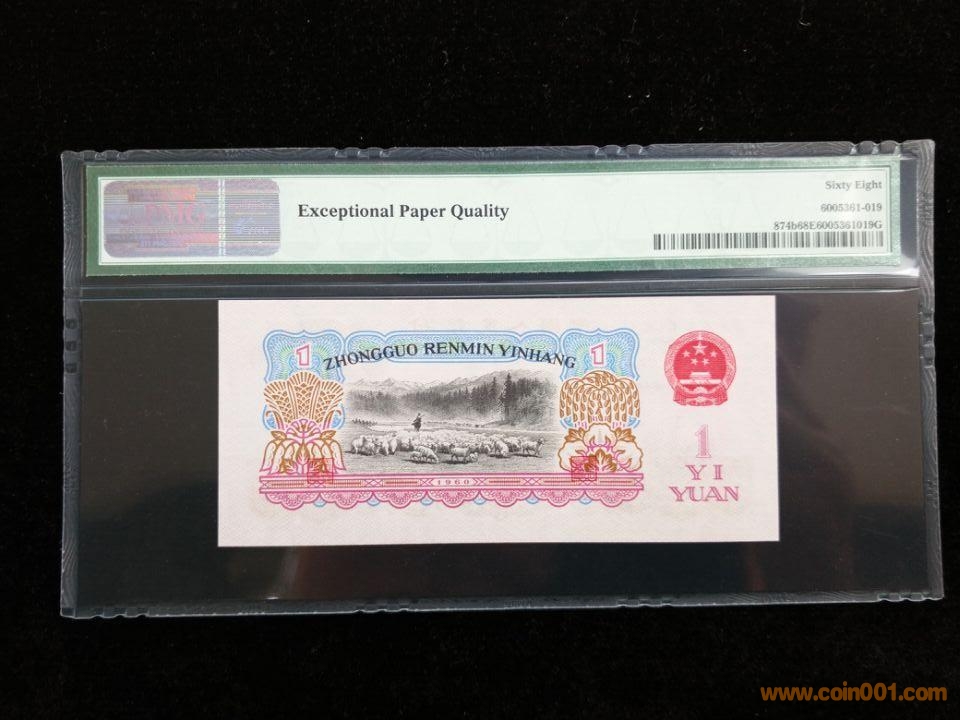 PMG
Exceptional Paper Quality
Sixty Eight
6005361-019
874b68E6005361019G
1 ZHONGGUO RENMIN YINHANG 1
1
YI
YUAN
1960
www.coin001.com